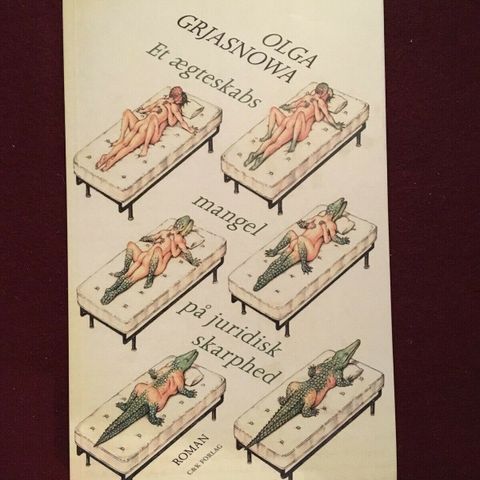 OLGA
GRJASNOWA
Et ægteskabs
mangel
på juridisk
skarphed
ROMAN
C&K FORLAG